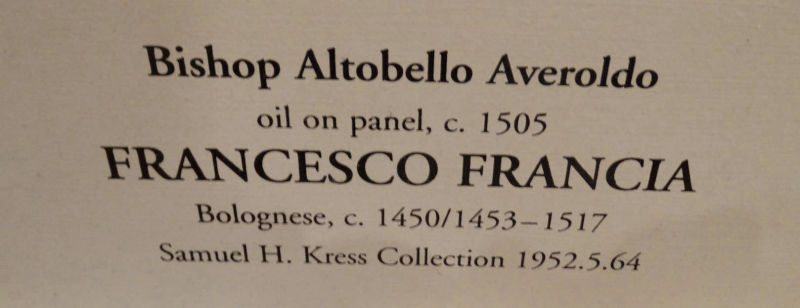 Bishop Altobello Averoldo
oil on panel, c. 1505
FRANCESCO FRANCIA
Bolognese, c. 1450/1453–1517
Samuel H. Kress Collection 1952.5.64